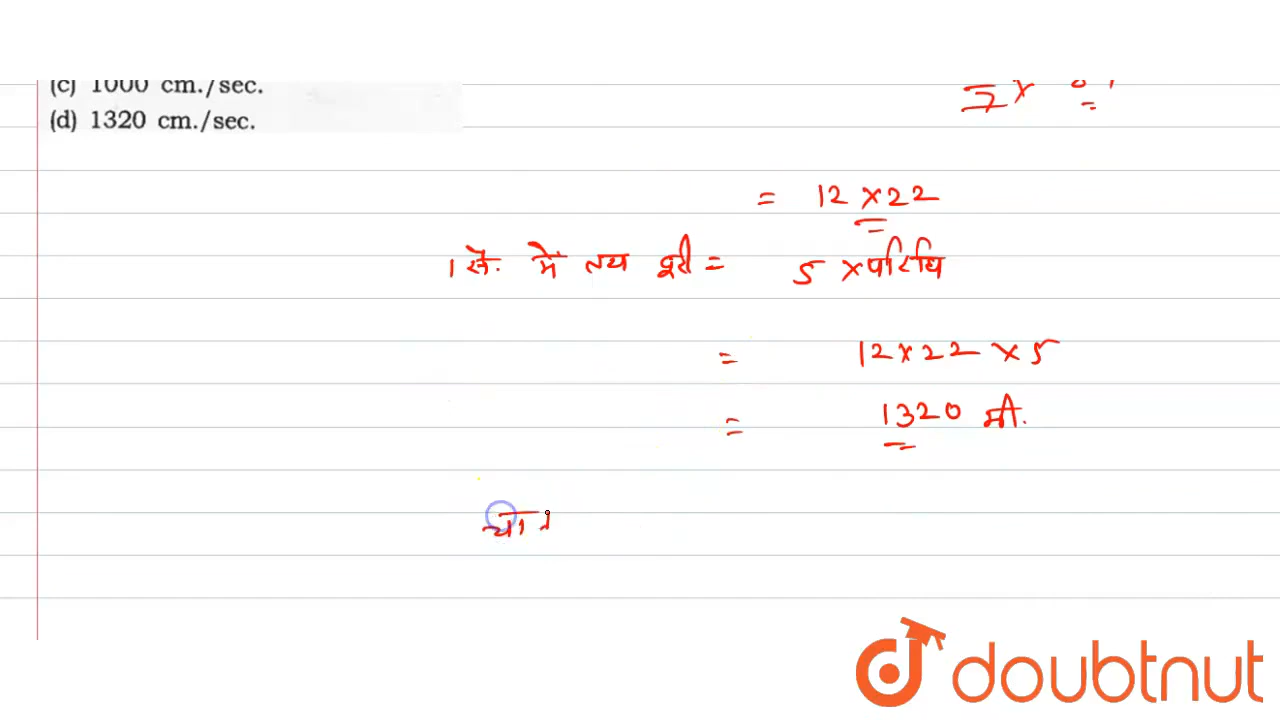 (c) 1000 cm./sec.
(d) 1320 cm./sec.
= 12 × 22
1 से. में तय दूरी = 5 × परिधि
= 12 × 22 × 5
= 1320 मी.
doubtnut